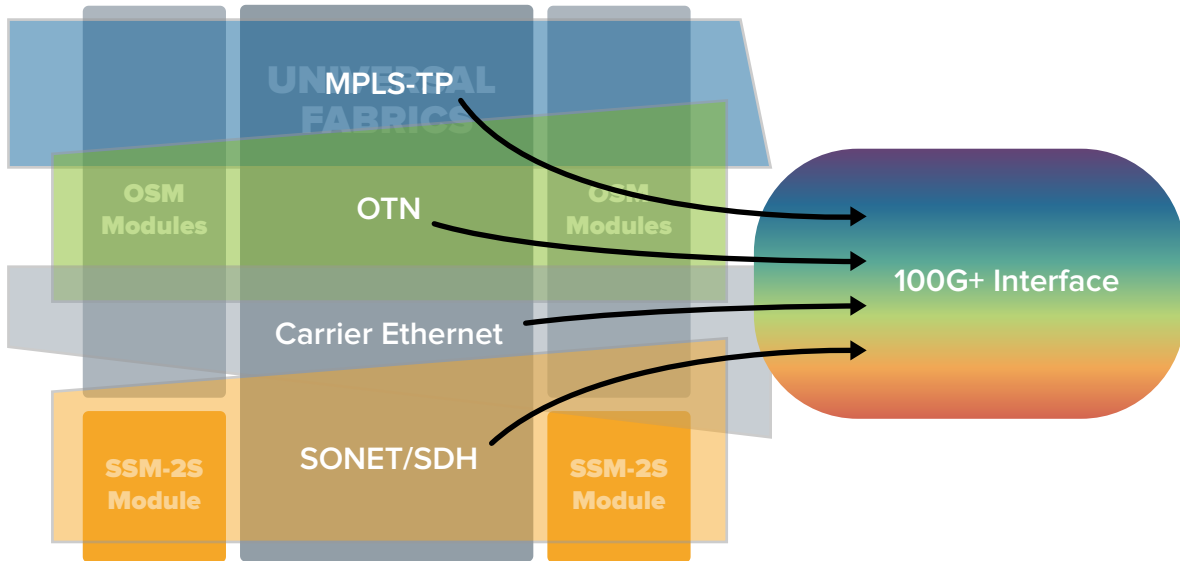 UNIVERSAL
FABRICS
MPLS-TP
OSM
Modules
OTN
OSM
Modules
100G+ Interface
Carrier Ethernet
SSM-2S
Module
SONET/SDH
SSM-2S
Module